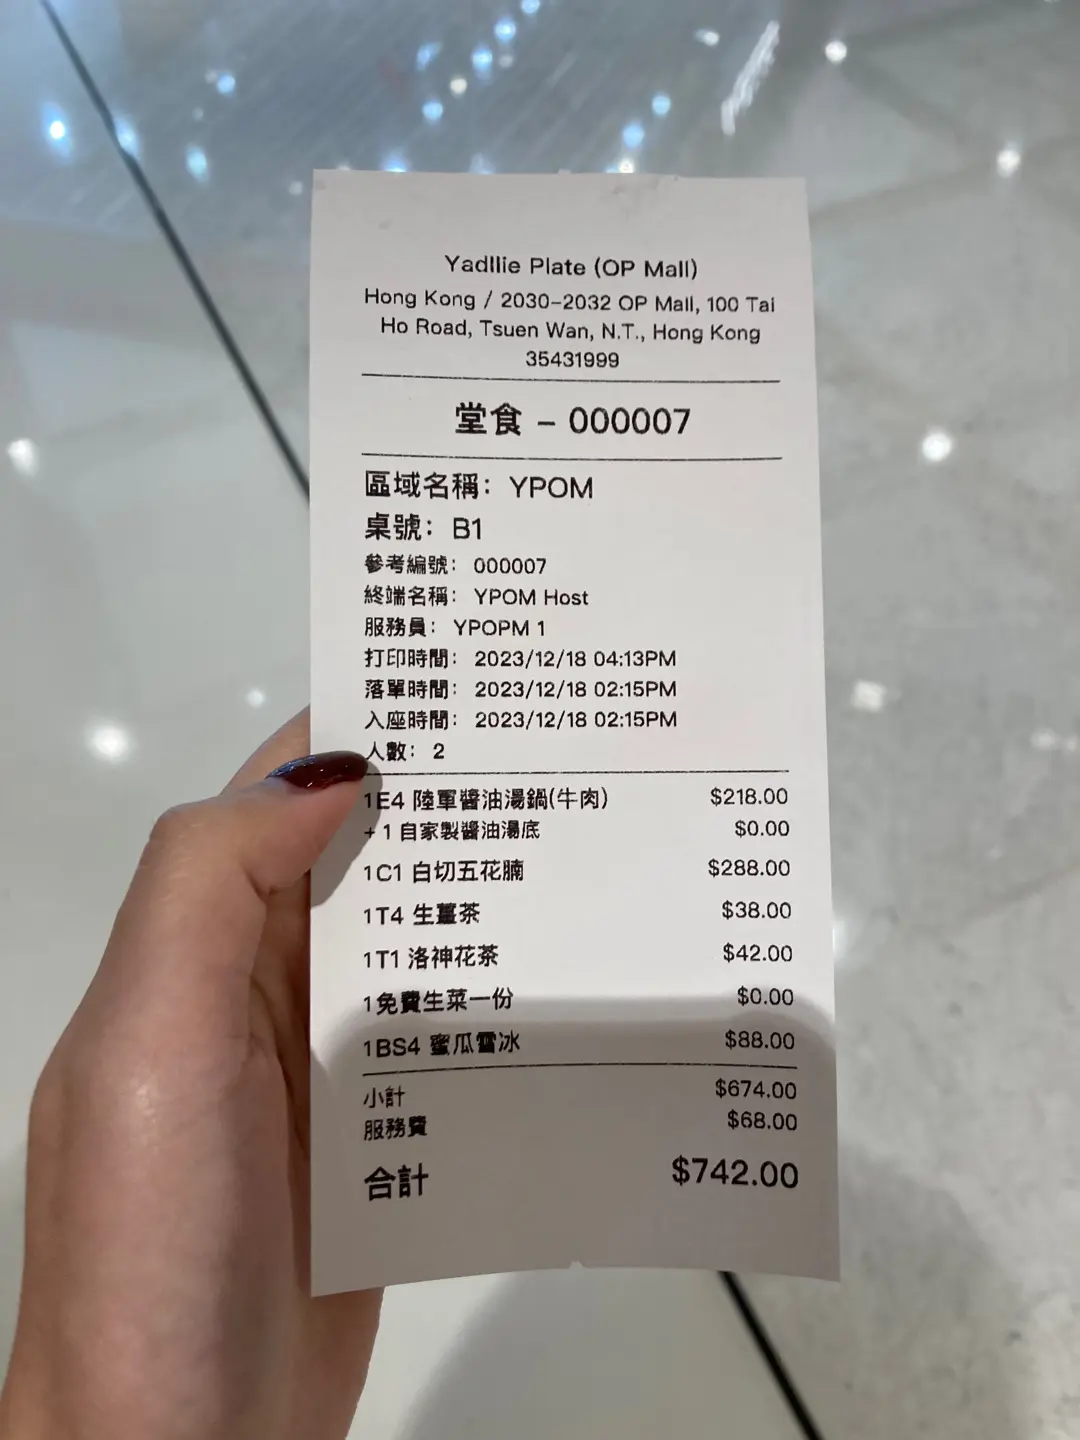 Yadllie Plate (OP Mall)
Hong Kong / 2030-2032 OP Mall, 100 Tai
Ho Road, Tsuen Wan, N.T., Hong Kong
35431999
堂食 - 000007
區域名稱: YPOM
桌號: B1
參考編號: 000007
終端名稱: YPOM Host
服務員: YPOPM 1
打印時間: 2023/12/18 04:13PM
落單時間: 2023/12/18 02:15PM
入座時間: 2023/12/18 02:15PM
人數: 2
1E4 陸軍醬油湯鍋(牛肉) $218.00
+ 1 自家製醬油湯底 $0.00
1C1 白切五花腩 $288.00
1T4 生薑茶 $38.00
1T1 洛神花茶 $42.00
1免費生菜一份 $0.00
1BS4 蜜瓜雪冰 $88.00
小計 $674.00
服務費 $68.00
合計 $742.00